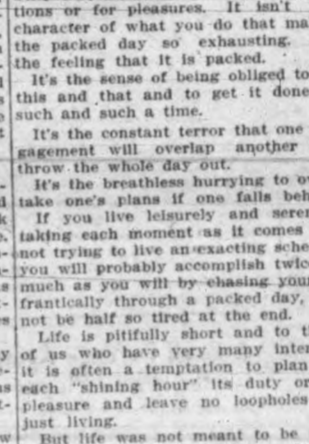 tions or for pleasures. It isn't
character of what you do that ma
the packed day so exhausting.
the feeling that it is packed.
It's the sense of being obliged to
this and that and to get it done
such and such a time.
It's the constant terror that one
gagement will overlap another
throw the whole day out.
It's the breathless hurrying to o
take one's plans if one falls beh
If you live leisurely and seren
taking each moment as it comes
not trying to live an exacting sche
you will probably accomplish twic
much as you will by chasing your
frantically through a packed day,
not be half so tired at the end.
Life is pitifully short and to t
of us who have very many inter
it is often a temptation to plan
each "shining hour" its duty or
pleasure and leave no loopholes
just living.
But life was not meant to be